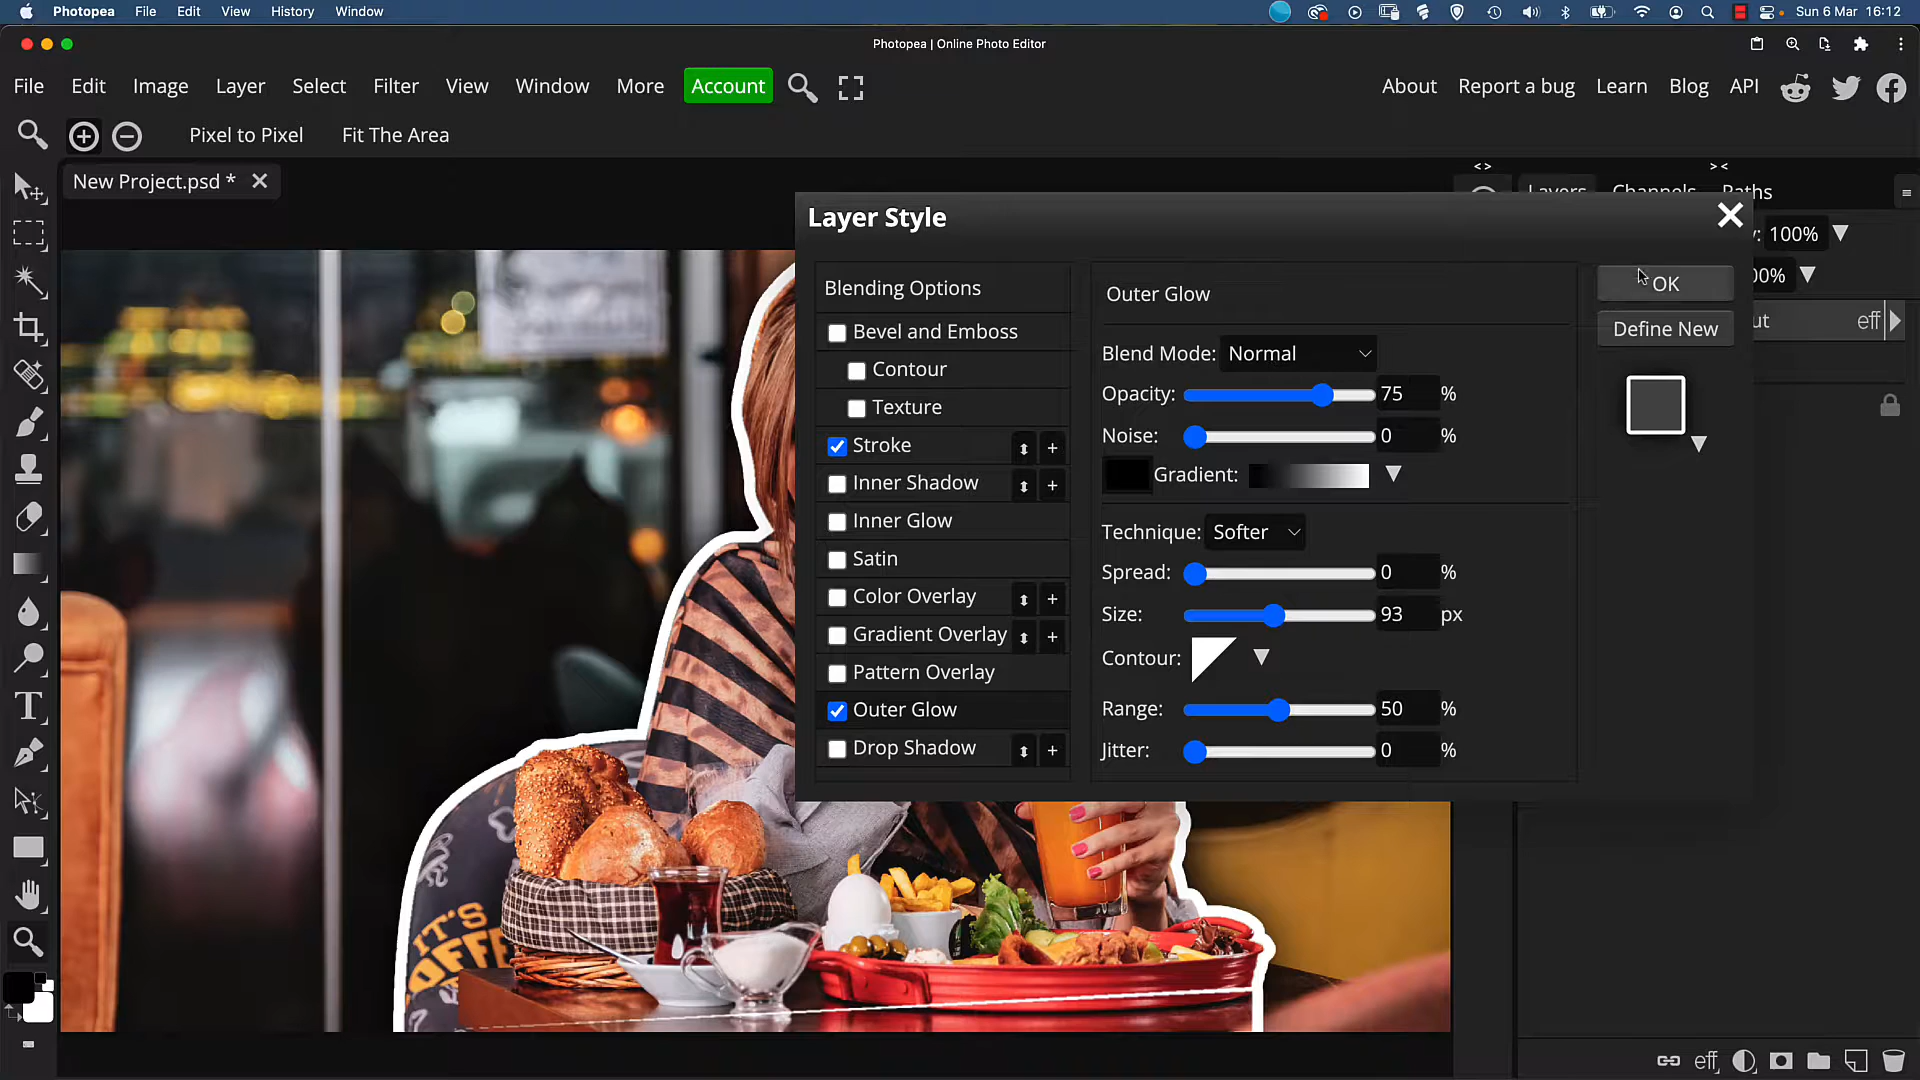 Photopea File Edit View History Window Sun 6 Mar 16:12
Photopea | Online Photo Editor
File Edit Image Layer Select Filter View Window More Account About Report a bug Learn Blog API
Pixel to Pixel Fit The Area
New Project.psd *
< > > <
Layers Channels Paths
Layer Style
y: 100%
00%
ut eff
Blending Options
Bevel and Emboss
Contour
Texture
Stroke
Inner Shadow
Inner Glow
Satin
Color Overlay
Gradient Overlay
Pattern Overlay
Outer Glow
Drop Shadow
Outer Glow
Blend Mode: Normal
Opacity: 75 %
Noise: 0 %
Gradient:
Technique: Softer
Spread: 0 %
Size: 93 px
Contour:
Range: 50 %
Jitter: 0 %
OK
Define New
IT'S
OFFE
eff